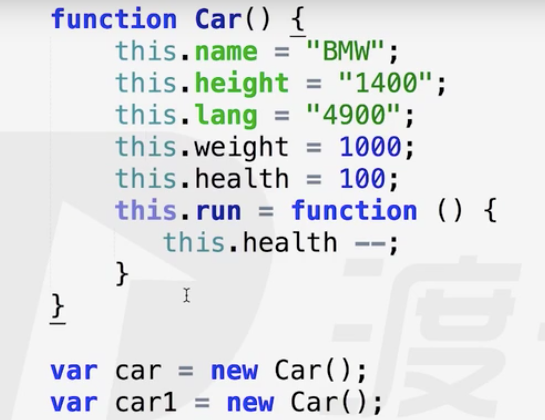 function Car() {
    this.name = "BMW";
    this.height = "1400";
    this.lang = "4900";
    this.weight = 1000;
    this.health = 100;
    this.run = function () {
        this.health --;
    }
}
var car = new Car();
var car1 = new Car();
渡